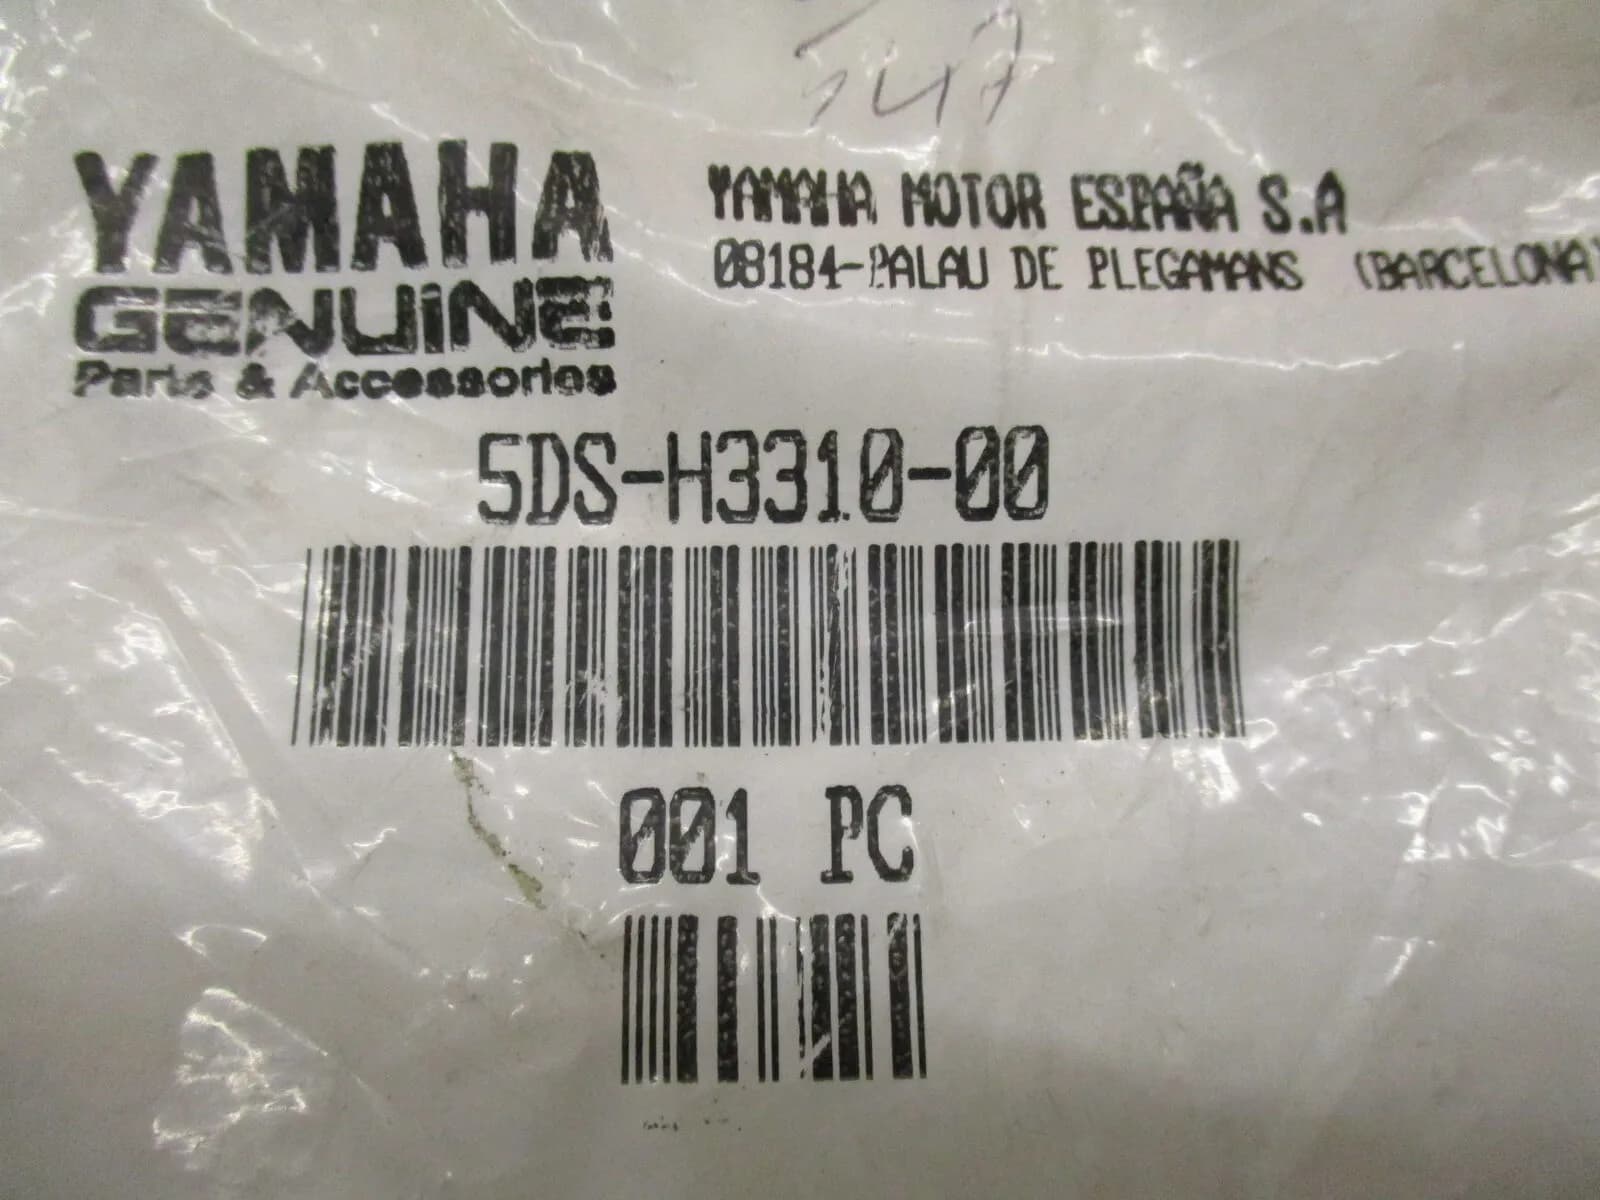 YAMAHA
GENUINE
Parts & Accessories
YAMAHA MOTOR ESPAÑA S.A
08184-PALAU DE PLEGAMANS (BARCELONA)
5DS-H3310-00
001 PC